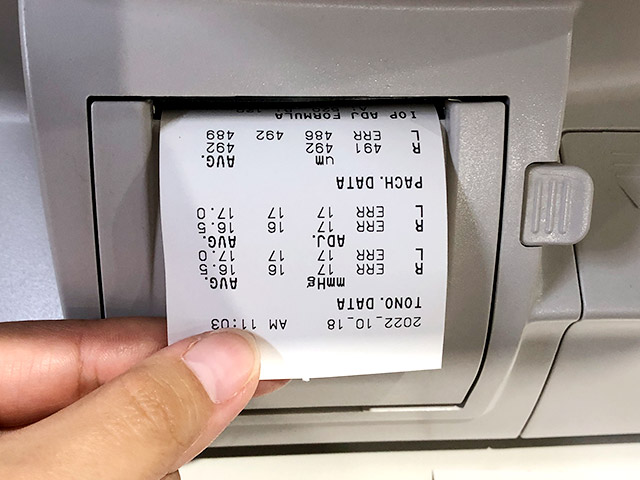 2022_10_18 AM 11:03
TONO. DATA
mmHg AVG.
R ERR 17 16 16.5
L ERR 17 17 17.0
ADJ. AVG.
R ERR 17 16 16.5
L ERR 17 17 17.0
PACH. DATA
um AVG.
R 491 492 492
L ERR 486 492 489
IOP ADJ FORMULA